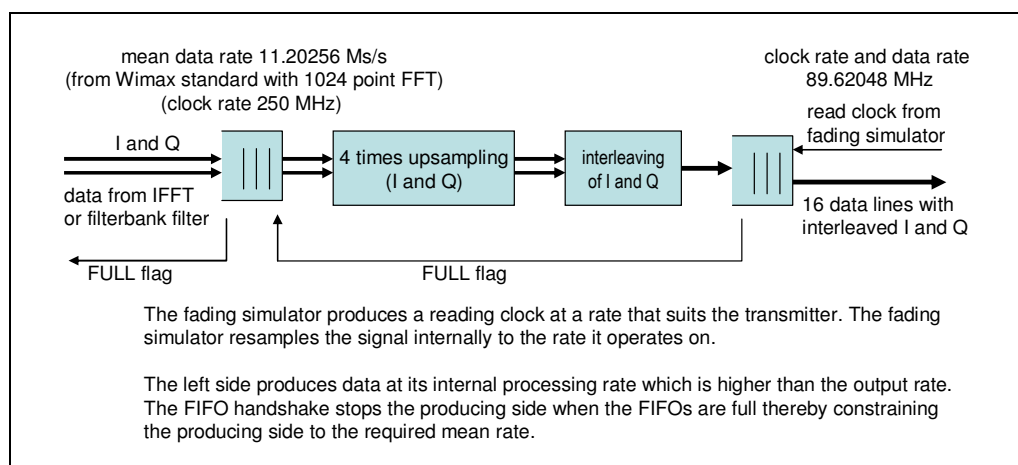 mean data rate 11.20256 Ms/s
(from Wimax standard with 1024 point FFT)
(clock rate 250 MHz)
clock rate and data rate
89.62048 MHz
read clock from
fading simulator
I and Q
4 times upsampling
(I and Q)
interleaving
of I and Q
data from IFFT
or filterbank filter
16 data lines with
interleaved I and Q
FULL flag
FULL flag
The fading simulator produces a reading clock at a rate that suits the transmitter. The fading
simulator resamples the signal internally to the rate it operates on.
The left side produces data at its internal processing rate which is higher than the output rate.
The FIFO handshake stops the producing side when the FIFOs are full thereby constraining
the producing side to the required mean rate.